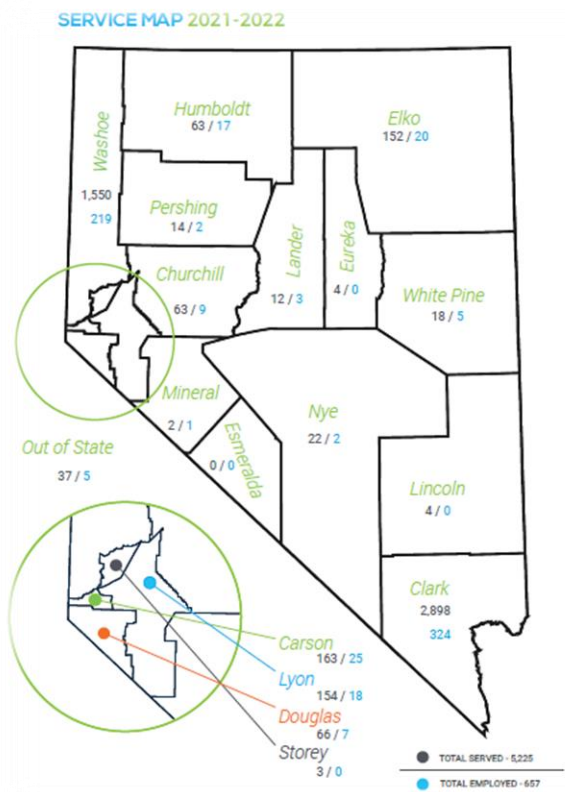 SERVICE MAP 2021-2022
Humboldt
63 / 17
Elko
152 / 20
Washoe
1,550
219
Pershing
14 / 2
Lander
12 / 3
Eureka
4 / 0
Churchill
63 / 9
White Pine
18 / 5
Mineral
2 / 1
Nye
22 / 2
Esmeralda
0 / 0
Out of State
37 / 5
Lincoln
4 / 0
Clark
2,898
324
Carson
163 / 25
Lyon
154 / 18
Douglas
66 / 7
Storey
3 / 0
TOTAL SERVED - 5,225
TOTAL EMPLOYED - 657